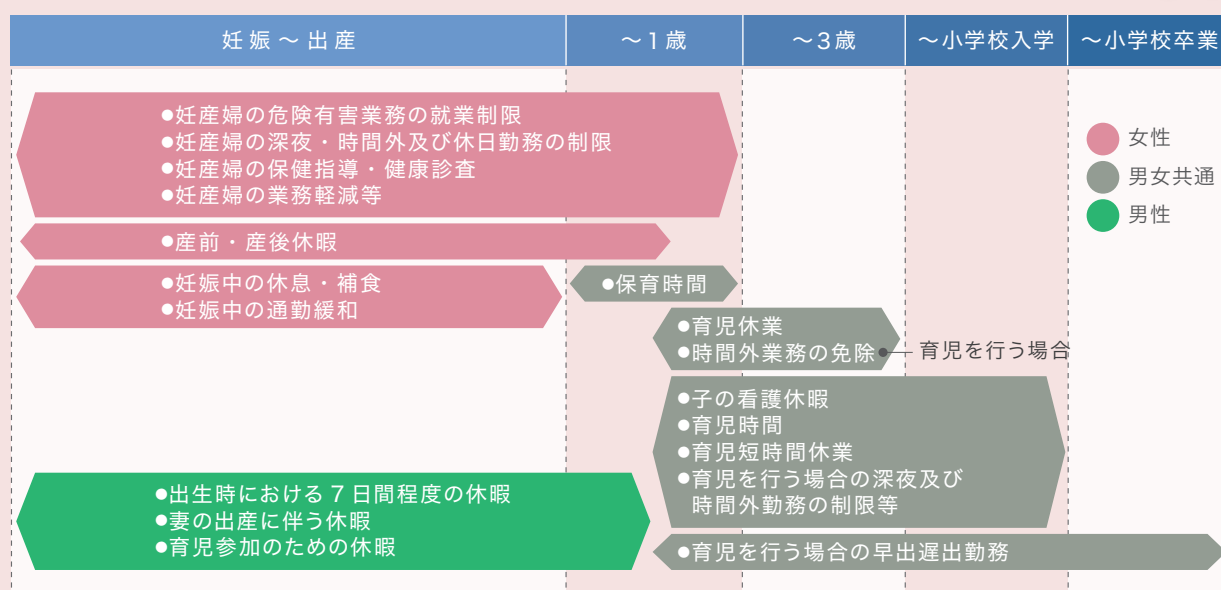 妊娠～出産
～1歳
～3歳
～小学校入学
～小学校卒業
●妊産婦の危険有害業務の就業制限
●妊産婦の深夜・時間外及び休日勤務の制限
●妊産婦の保健指導・健康診査
●妊産婦の業務軽減等
女性
男女共通
男性
●産前・産後休暇
●妊娠中の休息・補食
●妊娠中の通勤緩和
●保育時間
●育児休業
●時間外業務の免除
育児を行う場合
●子の看護休暇
●育児時間
●育児短時間休業
●育児を行う場合の深夜及び
時間外勤務の制限等
●出生時における7日間程度の休暇
●妻の出産に伴う休暇
●育児参加のための休暇
●育児を行う場合の早出遅出勤務